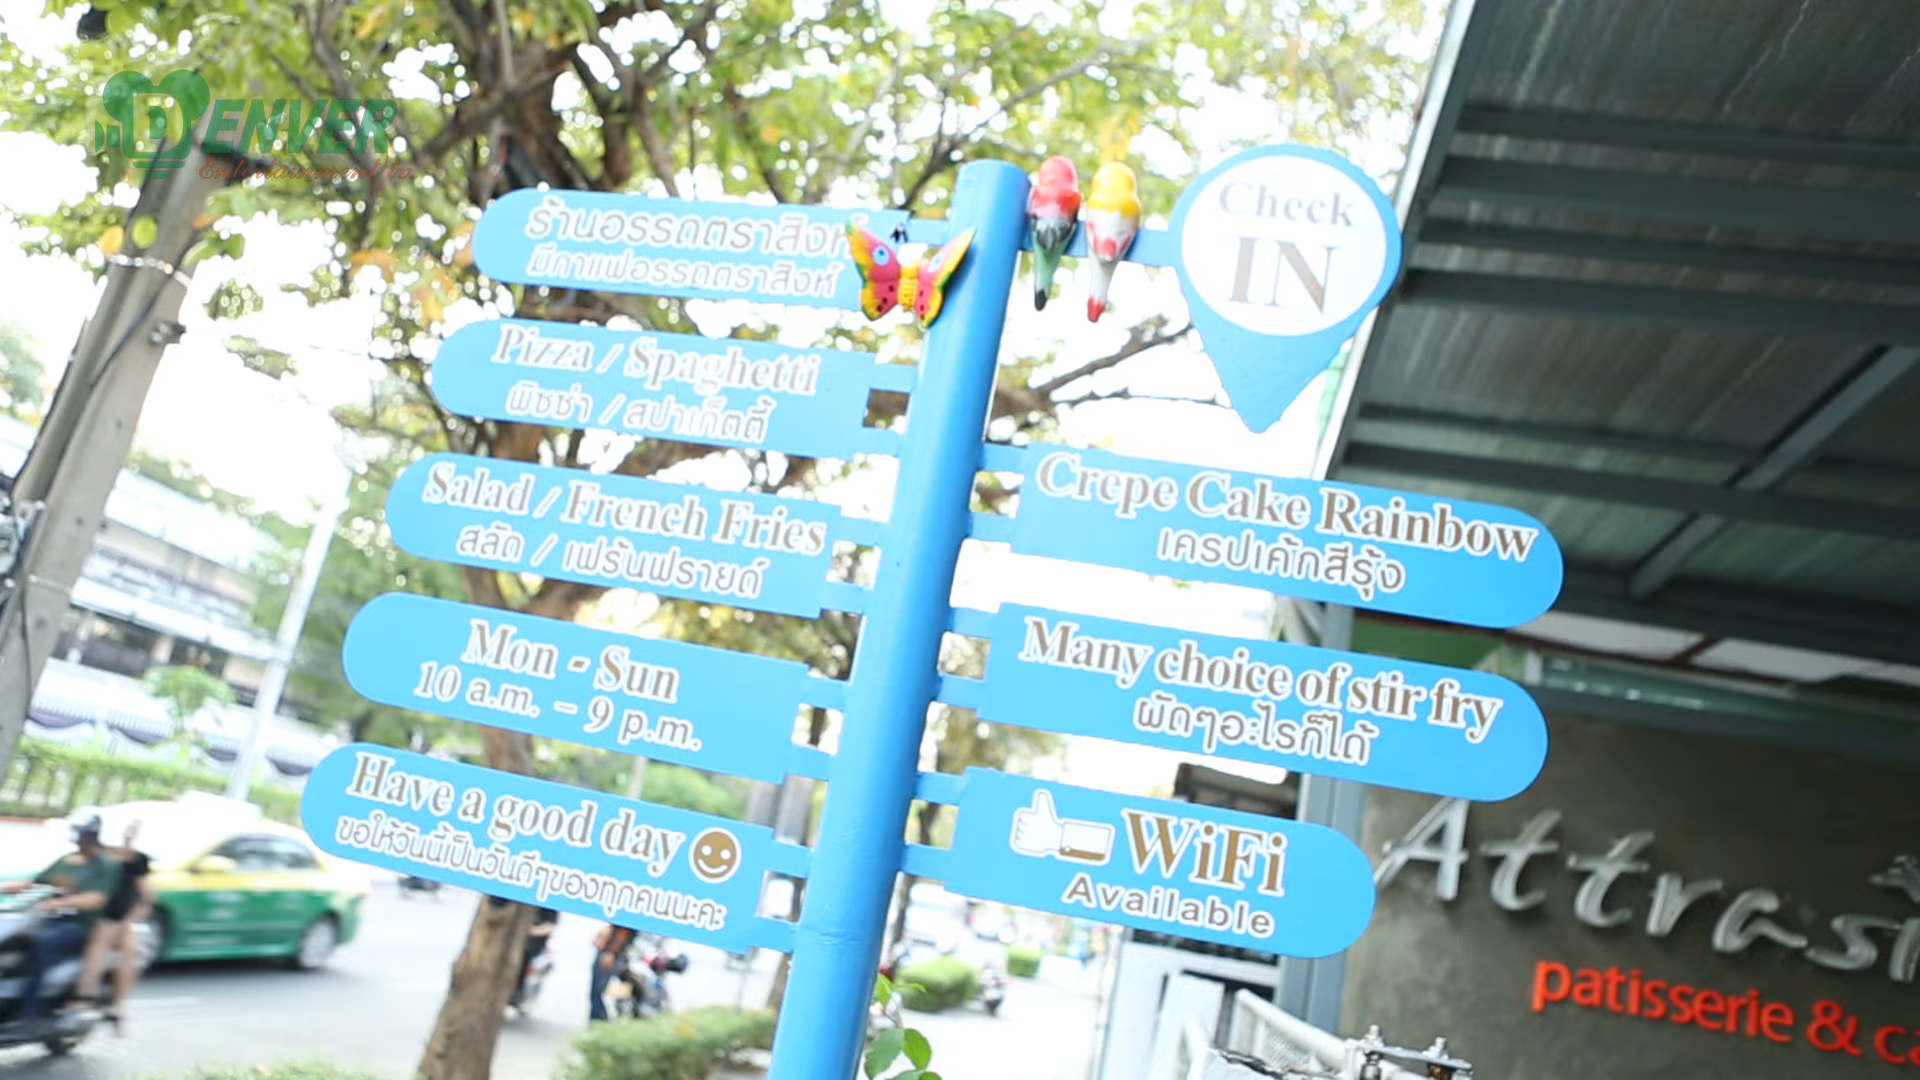 DENVER
ร้านอรรถตราสิงห์
มีกาแฟอรรถตราสิงห์
Pizza / Spaghetti
พิซซ่า / สปาเก็ตตี้
Salad / French Fries
สลัด / เฟร้นฟรายด์
Mon - Sun
10 a.m. - 9 p.m.
Have a good day
ขอให้วันนี้เป็นวันดีๆของทุกคนนะคะ
Check
IN
Crepe Cake Rainbow
เครปเค้กสีรุ้ง
Many choice of stir fry
ผัดๆอะไรก็ได้
WiFi
Available
patisserie &